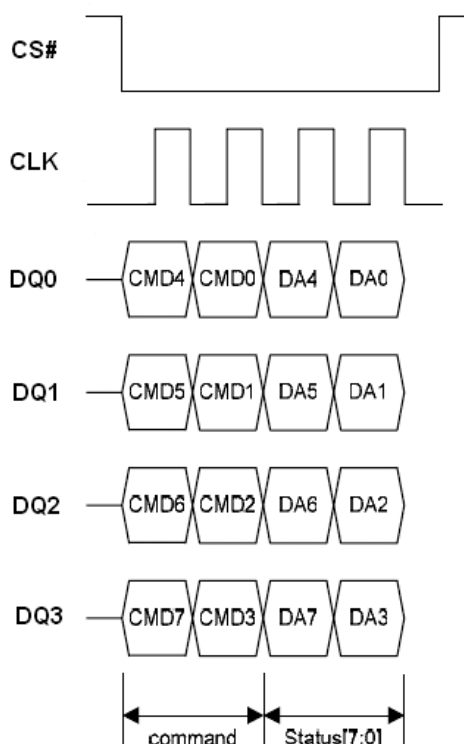 CS#
CLK
DQ0 CMD4 CMD0 DA4 DA0
DQ1 CMD5 CMD1 DA5 DA1
DQ2 CMD6 CMD2 DA6 DA2
DQ3 CMD7 CMD3 DA7 DA3
command Status[7:0]